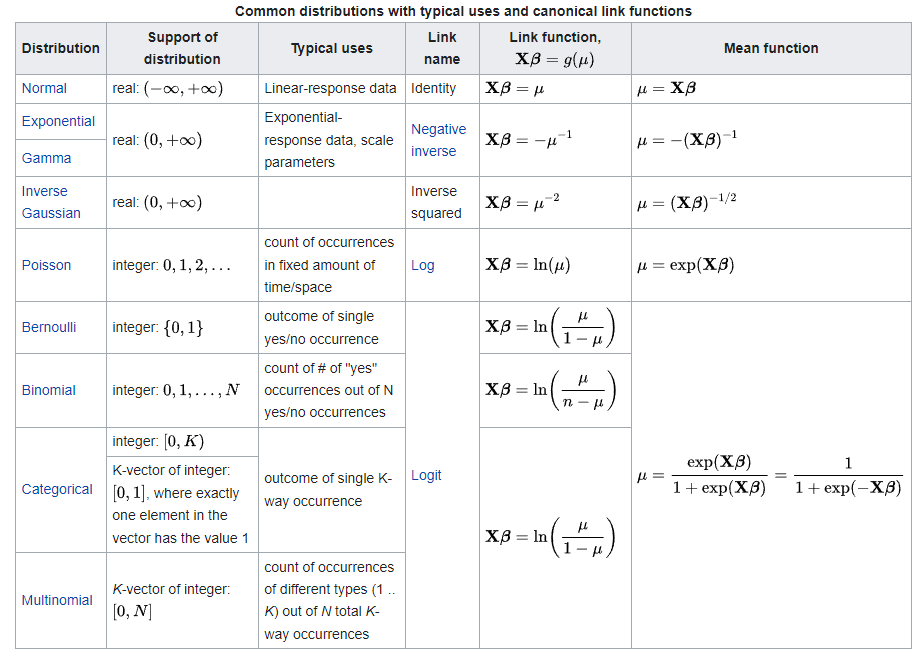 Common distributions with typical uses and canonical link functions
Distribution
Support of
distribution
Typical uses
Link
name
Link function,
Xβ = g(μ)
Mean function
Normal
real: (−∞, +∞)
Linear-response data
Identity
Xβ = μ
μ = Xβ
Exponential
Gamma
real: (0, +∞)
Exponential-
response data, scale
parameters
Negative
inverse
Xβ = −μ⁻¹
μ = −(Xβ)⁻¹
Inverse
Gaussian
real: (0, +∞)
Inverse
squared
Xβ = μ⁻²
μ = (Xβ)^−1/2
Poisson
integer: 0, 1, 2, . . .
count of occurrences
in fixed amount of
time/space
Log
Xβ = ln(μ)
μ = exp(Xβ)
Bernoulli
integer: {0, 1}
outcome of single
yes/no occurrence
Logit
Xβ = ln(μ / (1 − μ))
μ = exp(Xβ) / (1 + exp(Xβ)) = 1 / (1 + exp(−Xβ))
Binomial
integer: 0, 1, . . . , N
count of # of "yes"
occurrences out of N
yes/no occurrences
Xβ = ln(μ / (n − μ))
Categorical
integer: [0, K)
K-vector of integer:
[0, 1], where exactly
one element in the
vector has the value 1
outcome of single K-
way occurrence
Xβ = ln(μ / (1 − μ))
Multinomial
K-vector of integer:
[0, N]
count of occurrences
of different types (1 ..
K) out of N total K-
way occurrences